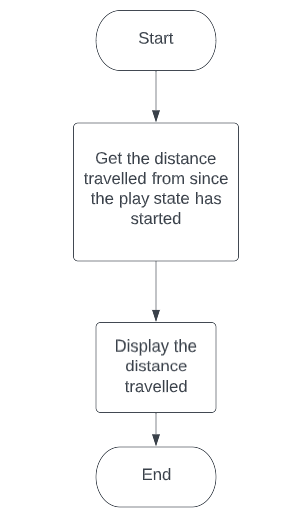 Start
Get the distance
travelled from since
the play state has
started
Display the
distance
travelled
End